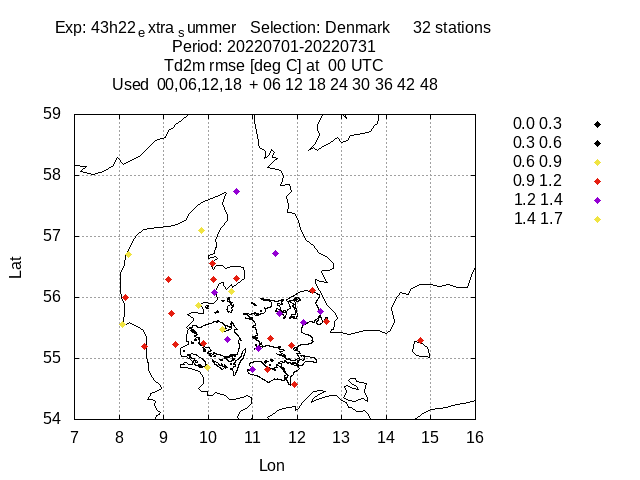 Exp: 43h22 e xtra s ummer Selection: Denmark 32 stations
Period: 20220701-20220731
Td2m rmse [deg C] at 00 UTC
Used 00,06,12,18 + 06 12 18 24 30 36 42 48
59
58
57
56
55
54
Lat
7 8 9 10 11 12 13 14 15 16
Lon
0.0 0.3
0.3 0.6
0.6 0.9
0.9 1.2
1.2 1.4
1.4 1.7